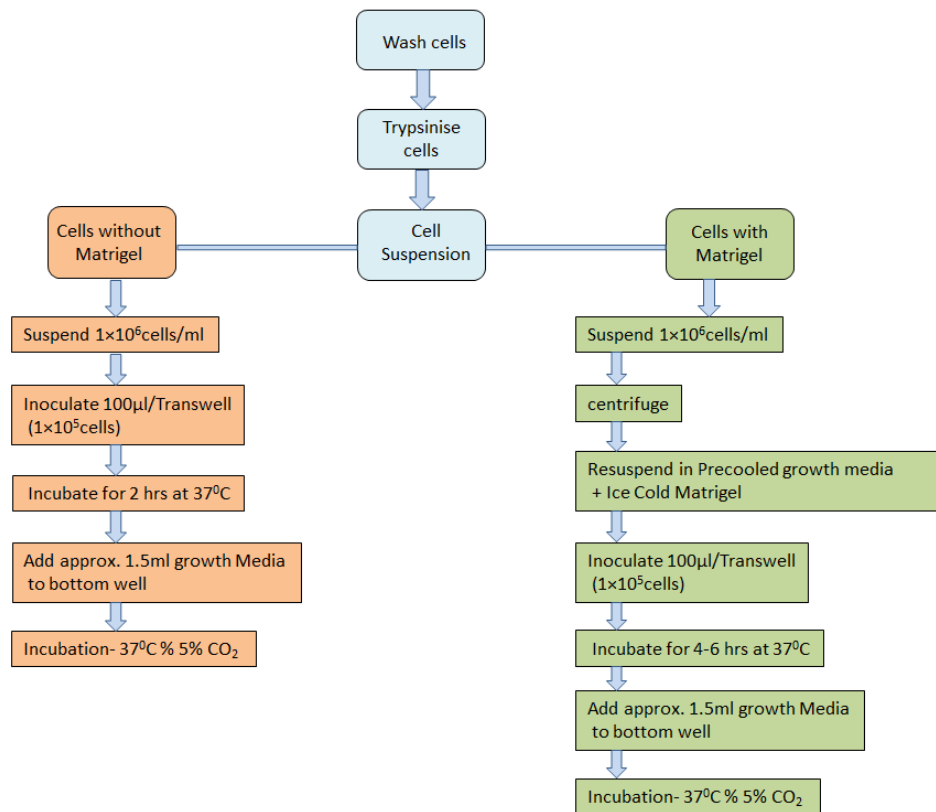 Wash cells
Trypsinise
cells
Cell
Suspension
Cells without
Matrigel
Suspend 1×10⁶cells/ml
Inoculate 100µl/Transwell
(1×10⁵cells)
Incubate for 2 hrs at 37⁰C
Add approx. 1.5ml growth Media
to bottom well
Incubation- 37⁰C % 5% CO₂
Cells with
Matrigel
Suspend 1×10⁶cells/ml
centrifuge
Resuspend in Precooled growth media
+ Ice Cold Matrigel
Inoculate 100µl/Transwell
(1×10⁵cells)
Incubate for 4-6 hrs at 37⁰C
Add approx. 1.5ml growth Media
to bottom well
Incubation- 37⁰C % 5% CO₂